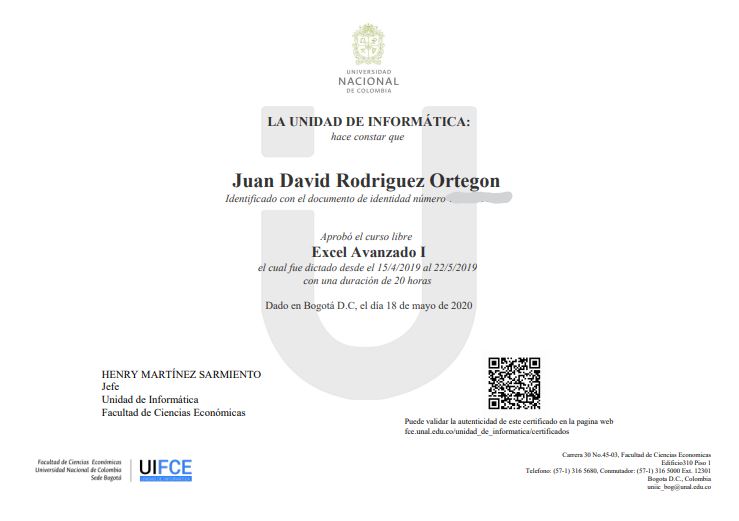 UNIVERSIDAD
NACIONAL
DE COLOMBIA
LA UNIDAD DE INFORMÁTICA:
hace constar que
Juan David Rodriguez Ortegon
Identificado con el documento de identidad número
Aprobó el curso libre
Excel Avanzado I
el cual fue dictado desde el 15/4/2019 al 22/5/2019
con una duración de 20 horas
Dado en Bogotá D.C, el día 18 de mayo de 2020
HENRY MARTÍNEZ SARMIENTO
Jefe
Unidad de Informática
Facultad de Ciencias Económicas
Puede validar la autenticidad de este certificado en la pagina web
fce.unal.edu.co/unidad_de_informatica/certificados
Facultad de Ciencias Económicas
Universidad Nacional de Colombia
Sede Bogotá
UIFCE
Carrera 30 No.45-03, Facultad de Ciencias Economicas
Edificio310 Piso 1
Telefono: (57-1) 316 5680, Conmutador: (57-1) 316 5000 Ext. 12301
Bogota D.C., Colombia
uniic_bog@unal.edu.co